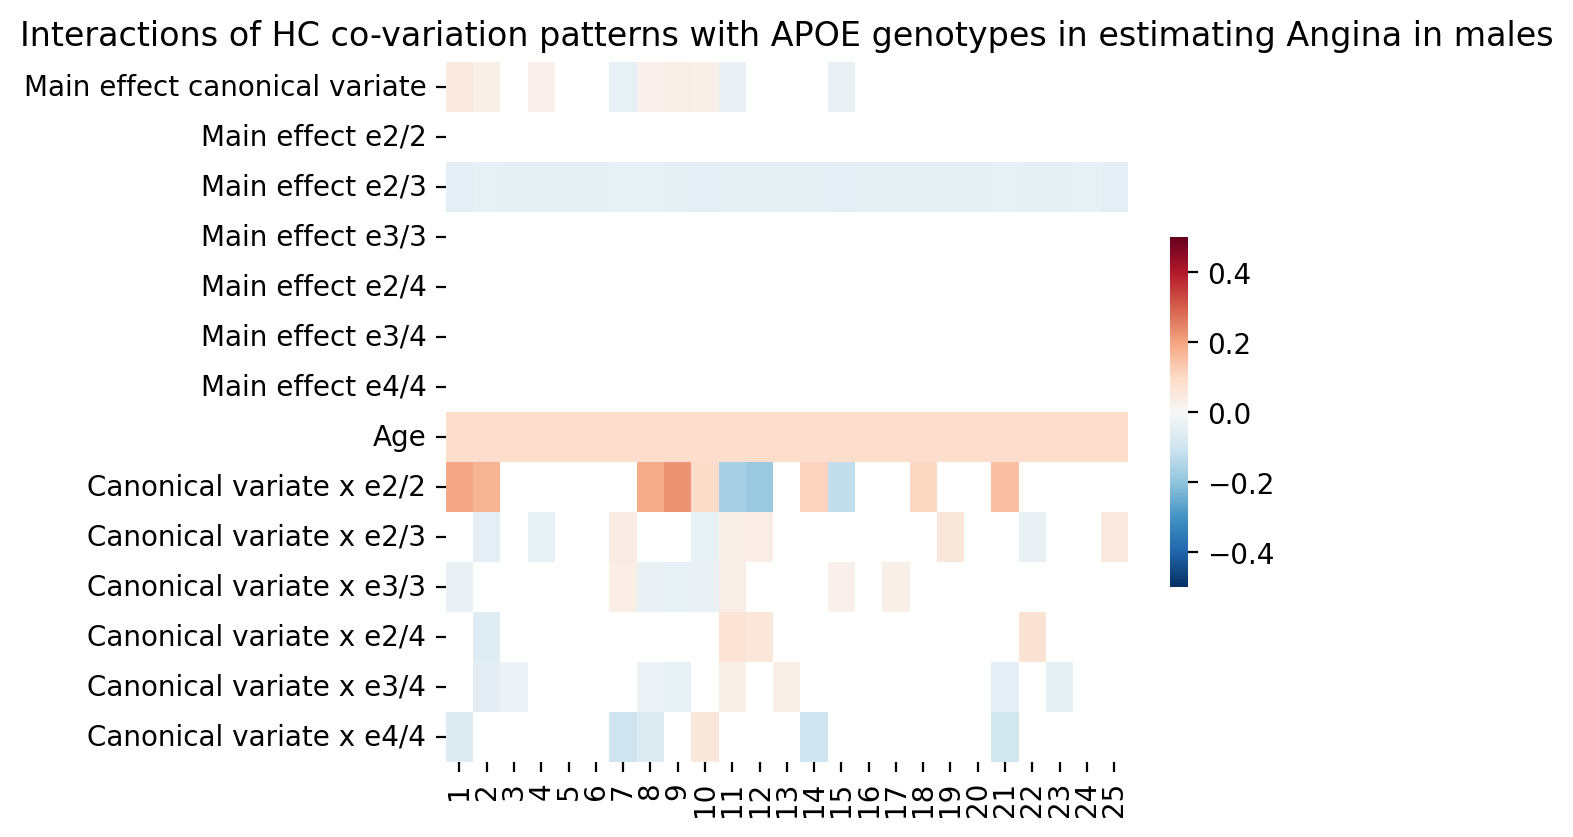 Interactions of HC co-variation patterns with APOE genotypes in estimating Angina in males
Main effect canonical variate
Main effect e2/2
Main effect e2/3
Main effect e3/3
Main effect e2/4
Main effect e3/4
Main effect e4/4
Age
Canonical variate x e2/2
Canonical variate x e2/3
Canonical variate x e3/3
Canonical variate x e2/4
Canonical variate x e3/4
Canonical variate x e4/4
1 2 3 4 5 6 7 8 9 10 11 12 13 14 15 16 17 18 19 20 21 22 23 24 25
0.4
0.2
0.0
−0.2
−0.4